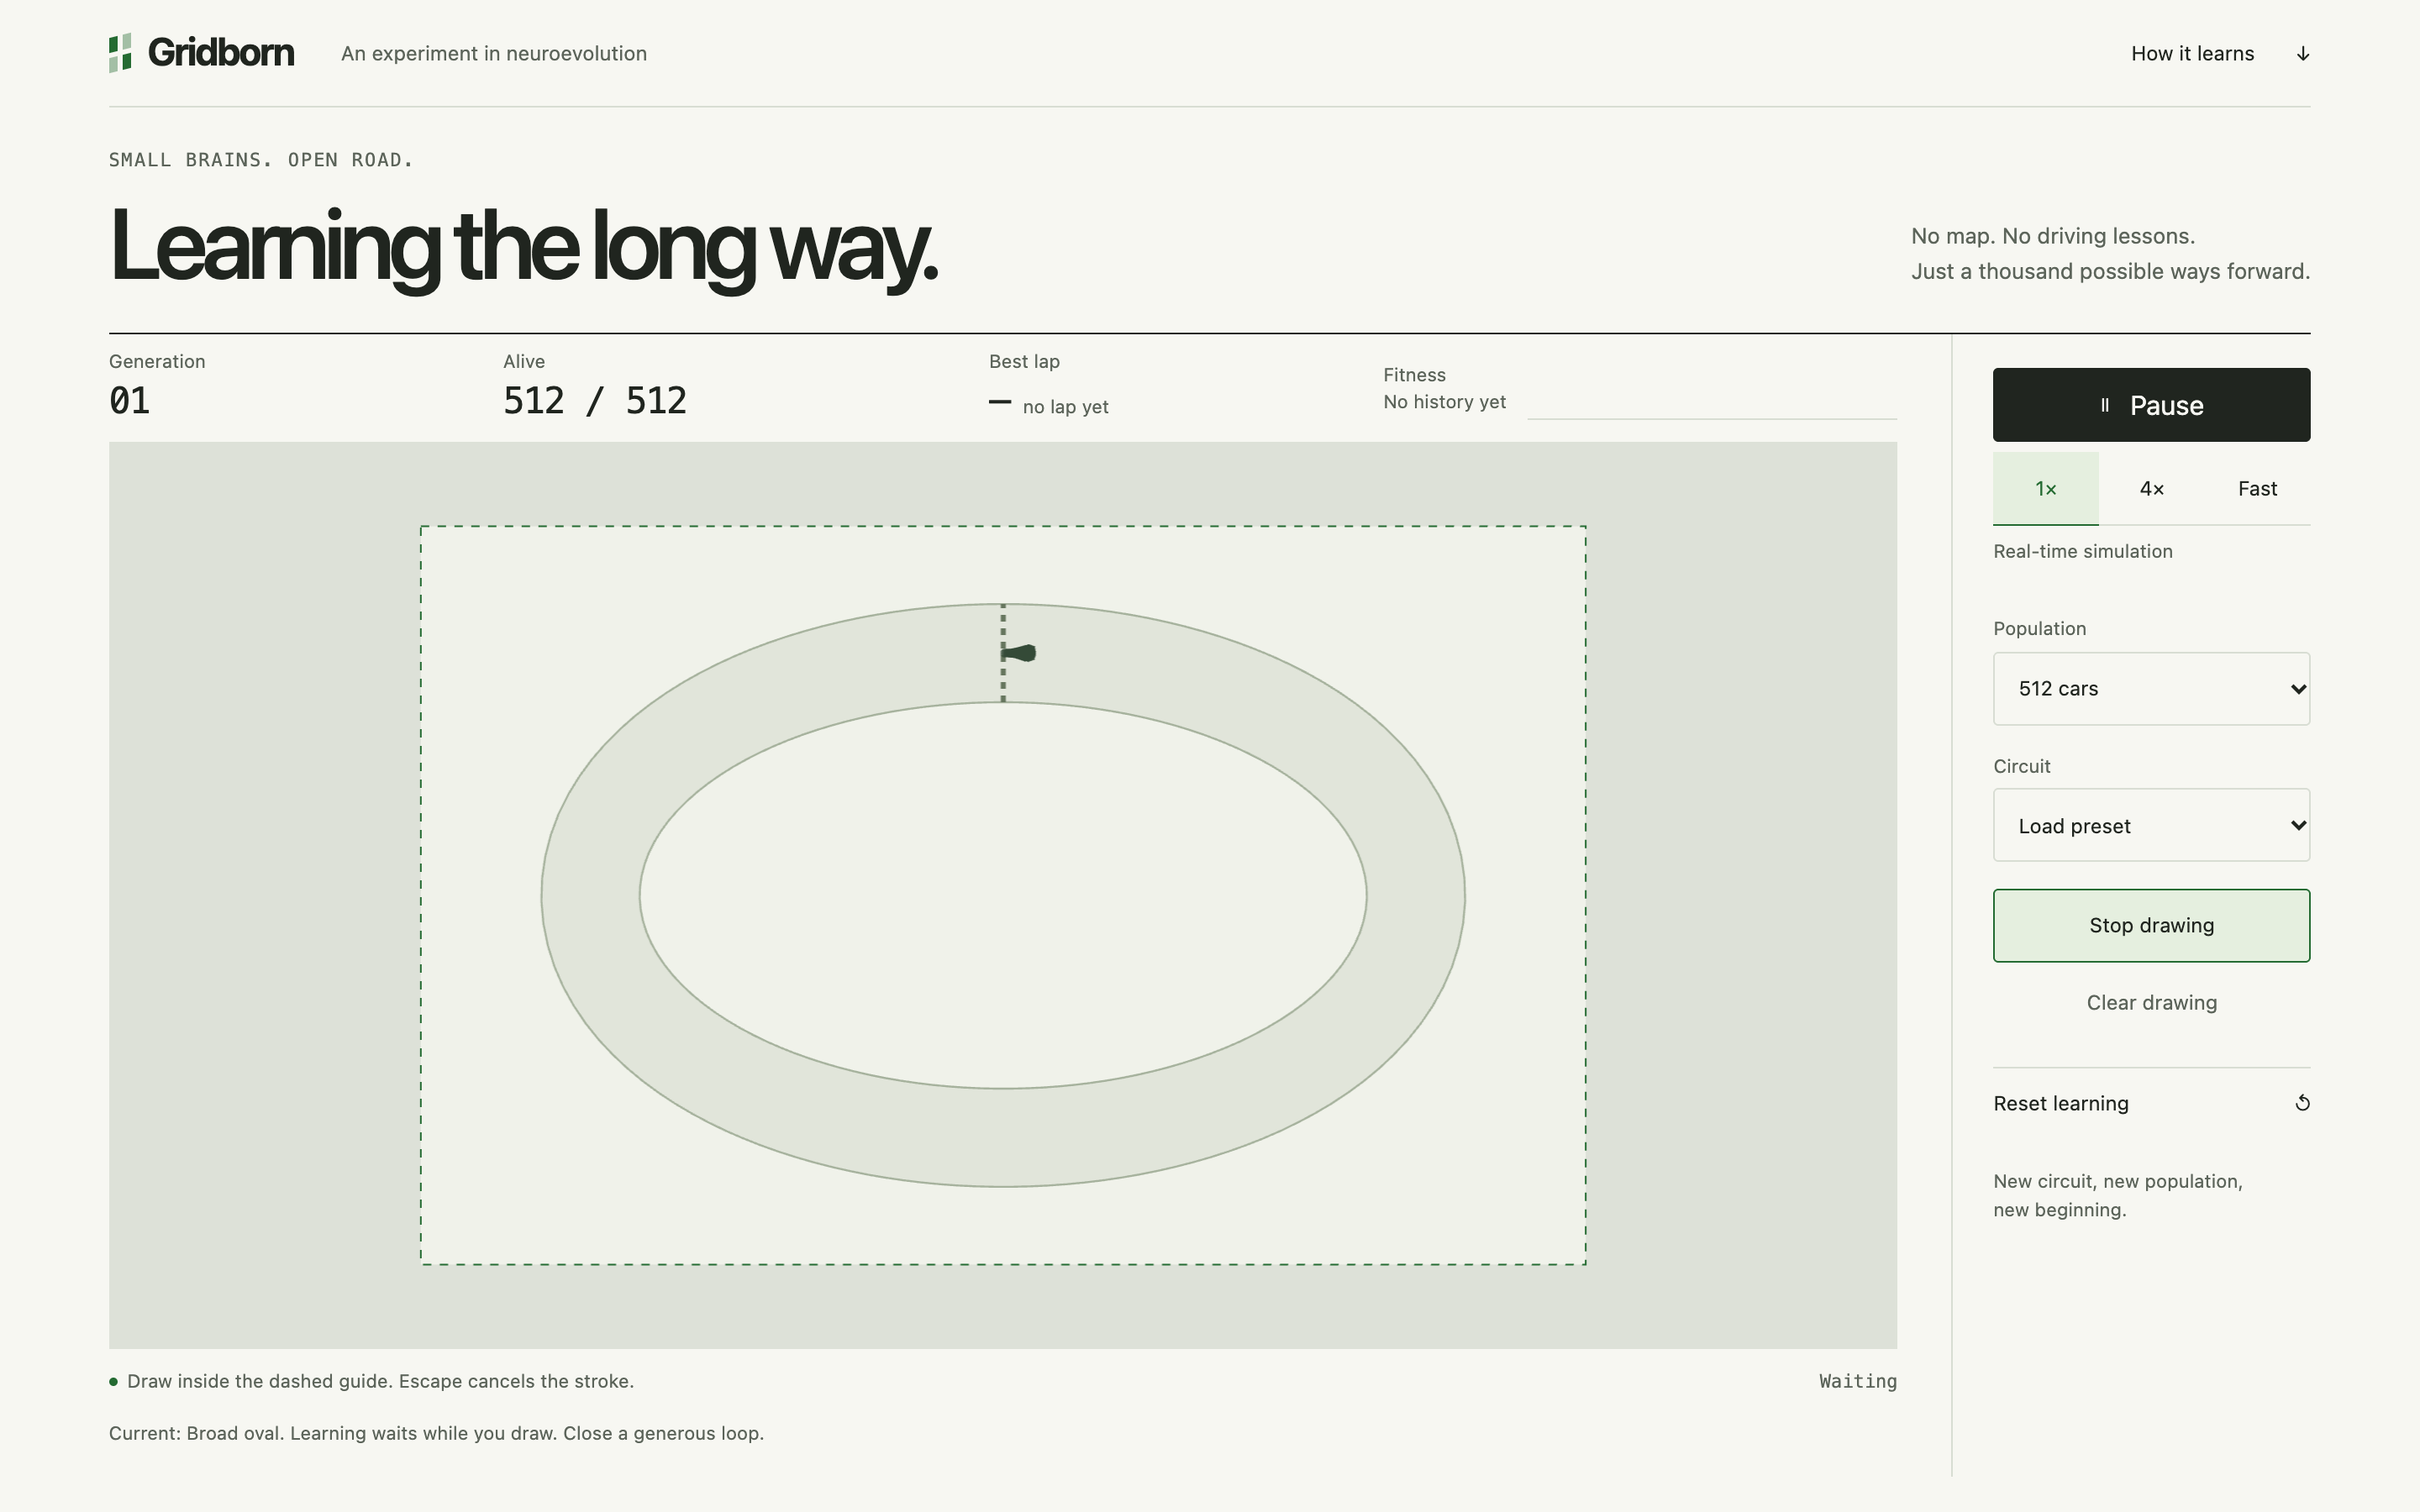 Gridborn
An experiment in neuroevolution
How it learns ↓
SMALL BRAINS. OPEN ROAD.
Learning the long way.
No map. No driving lessons.
Just a thousand possible ways forward.
Generation
01
Alive
512 / 512
Best lap
— no lap yet
Fitness
No history yet
Pause
1× 4× Fast
Real-time simulation
Population
512 cars
Circuit
Load preset
Stop drawing
Clear drawing
Reset learning
New circuit, new population,
new beginning.
Draw inside the dashed guide. Escape cancels the stroke.
Waiting
Current: Broad oval. Learning waits while you draw. Close a generous loop.